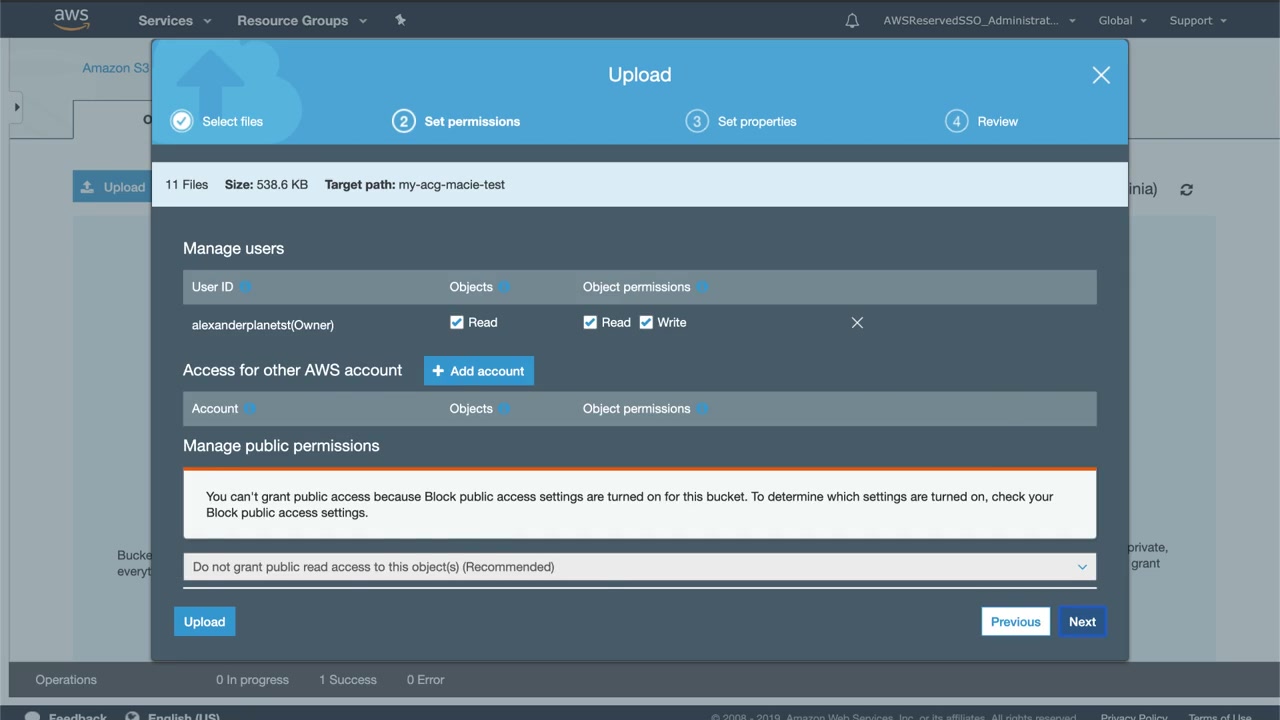 aws Services Resource Groups AWSReservedSSO_Administrat... Global Support
Amazon S3
Upload
Select files 2 Set permissions 3 Set properties 4 Review
Upload 11 Files Size: 538.6 KB Target path: my-acg-macie-test inia)
Manage users
User ID Objects Object permissions
alexanderplanetst(Owner) Read Read Write
Access for other AWS account Add account
Account Objects Object permissions
Manage public permissions
You can't grant public access because Block public access settings are turned on for this bucket. To determine which settings are turned on, check your
Block public access settings.
Bucke private,
everyt grant
Do not grant public read access to this object(s) (Recommended)
Upload Previous Next
Operations 0 In progress 1 Success 0 Error
Feedback English (US) © 2008 - 2019, Amazon Web Services, Inc. or its affiliates. All rights reserved. Privacy Policy Terms of Use